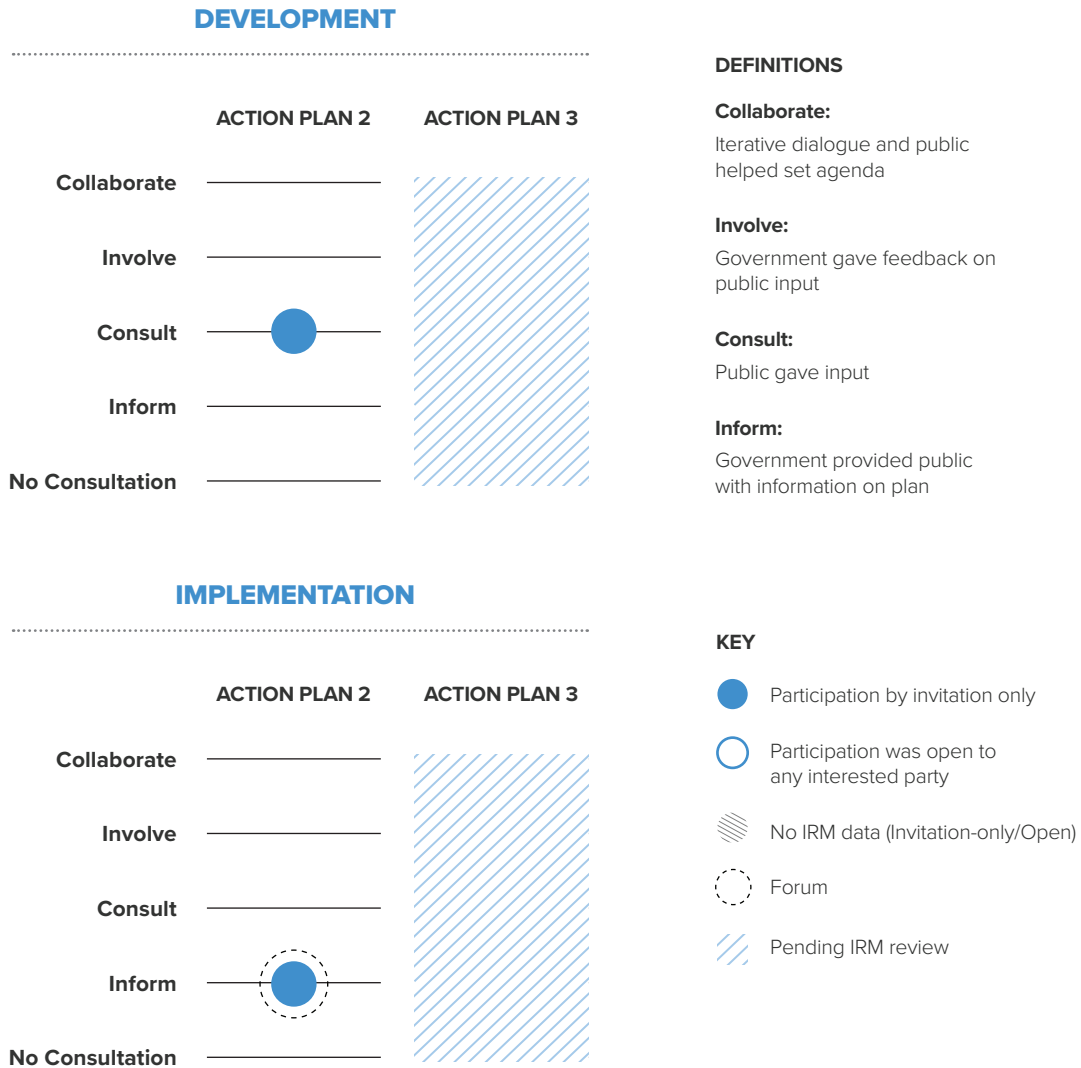 DEVELOPMENT
ACTION PLAN 2
ACTION PLAN 3
Collaborate
Involve
Consult
Inform
No Consultation
DEFINITIONS
Collaborate:
Iterative dialogue and public
helped set agenda
Involve:
Government gave feedback on
public input
Consult:
Public gave input
Inform:
Government provided public
with information on plan
IMPLEMENTATION
ACTION PLAN 2
ACTION PLAN 3
Collaborate
Involve
Consult
Inform
No Consultation
KEY
Participation by invitation only
Participation was open to
any interested party
No IRM data (Invitation-only/Open)
Forum
Pending IRM review